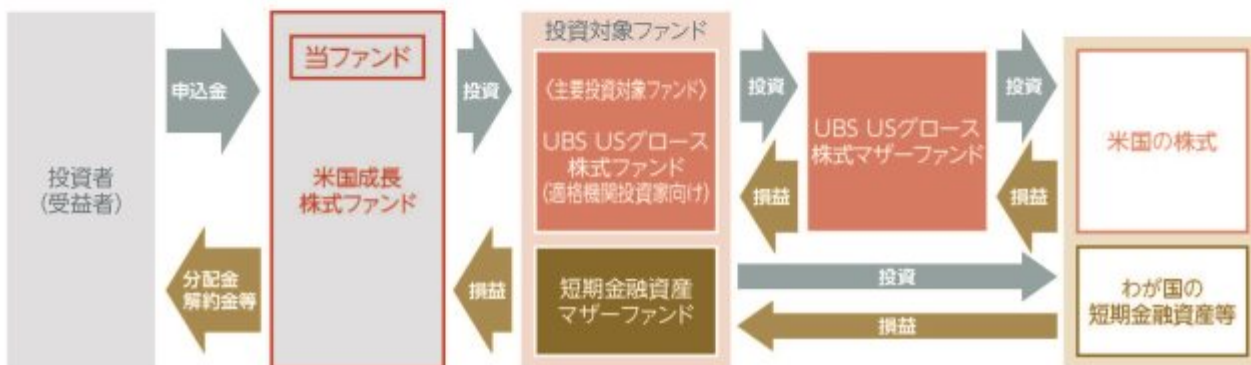 投資者
(受益者)
申込金
分配金
解約金等
当ファンド
米国成長
株式ファンド
投資
損益
投資対象ファンド
〈主要投資対象ファンド〉
UBS USグロース
株式ファンド
(適格機関投資家向け)
短期金融資産
マザーファンド
投資
損益
UBS USグロース
株式マザーファンド
投資
損益
投資
損益
米国の株式
わが国の
短期金融資産等